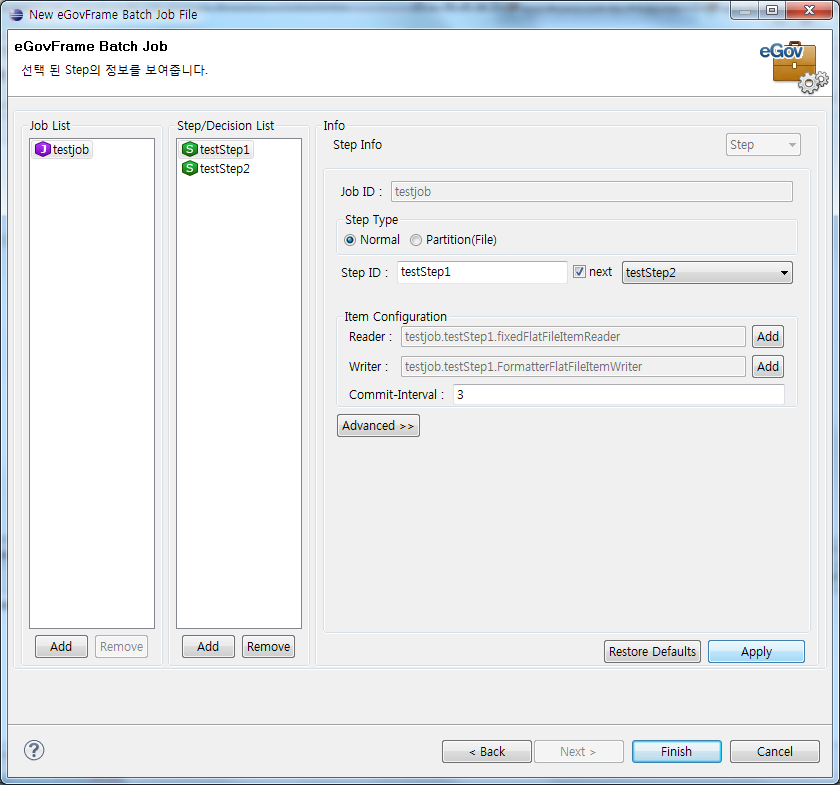 New eGovFrame Batch Job File
eGovFrame Batch Job
선택 된 Step의 정보를 보여줍니다.
eGov
Job List
J testjob
Add
Remove
Step/Decision List
S testStep1
S testStep2
Add
Remove
Info
Step Info
Step
Job ID :
testjob
Step Type
Normal
Partition(File)
Step ID :
testStep1
next
testStep2
Item Configuration
Reader :
testjob.testStep1.fixedFlatFileItemReader
Add
Writer :
testjob.testStep1.FormatterFlatFileItemWriter
Add
Commit-Interval :
3
Advanced >>
Restore Defaults
Apply
?
< Back
Next >
Finish
Cancel